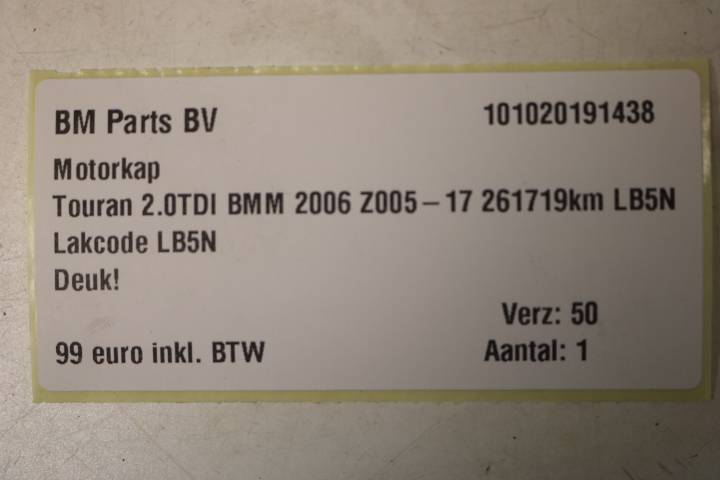 BM Parts BV 101020191438
Motorkap
Touran 2.0TDI BMM 2006 Z005-17 261719km LB5N
Lakcode LB5N
Deuk!
Verz: 50
99 euro inkl. BTW Aantal: 1